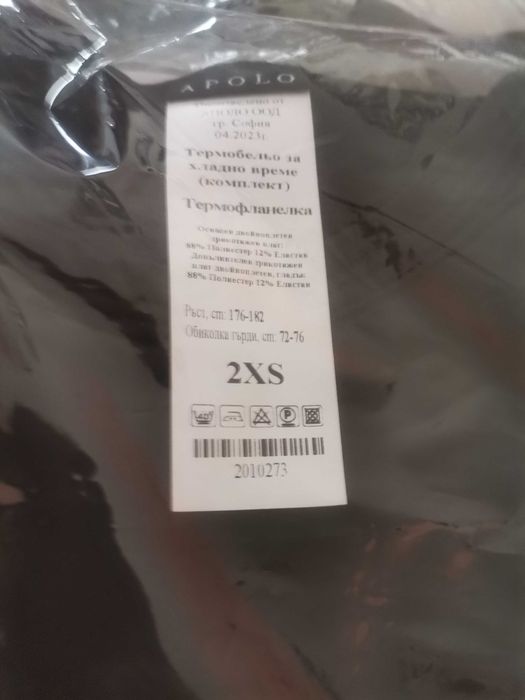 APOLO
Произведено от
АПОЛО ООД
гр. София
04.2023г.
Термобельо за
хладно време
(комплект)
Термофланелка
Основен двойноплетен
трикотажен плат:
88% Полиестер 12% Еластан
Допълнителен трикотажен
плат двойноплетен, гладък:
88% Полиестер 12% Еластан
Ръст, cm: 176-182
Обиколка гърди, cm: 72-76
2XS
40
P
2010273